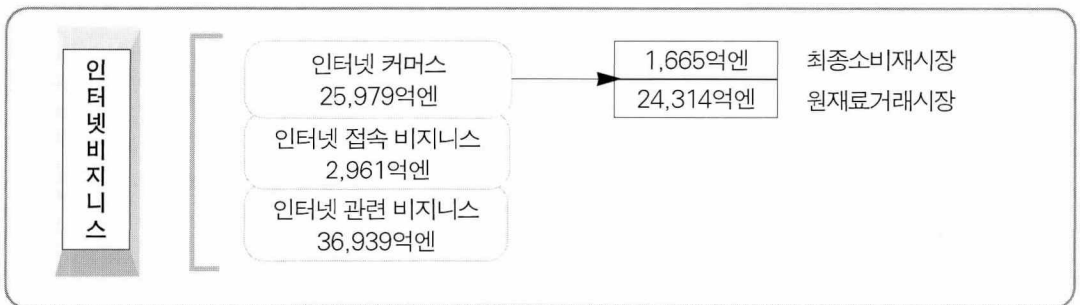 인터넷비지니스
인터넷 커머스
25,979억엔
인터넷 접속 비지니스
2,961억엔
인터넷 관련 비지니스
36,939억엔
1,665억엔 최종소비재시장
24,314억엔 원재료거래시장